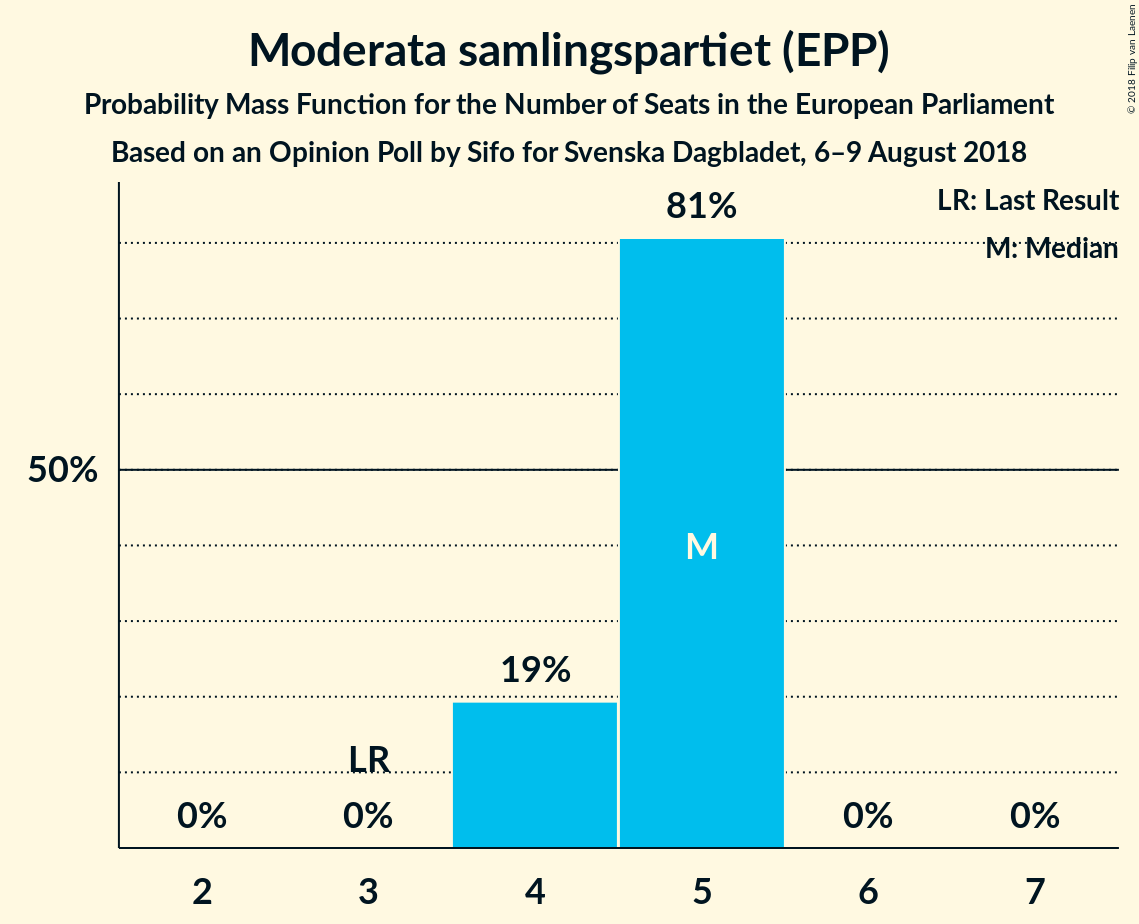 Moderata samlingspartiet (EPP)
Probability Mass Function for the Number of Seats in the European Parliament
Based on an Opinion Poll by Sifo for Svenska Dagbladet, 6–9 August 2018
© 2018 Filip van Laenen
LR: Last Result
M: Median
81%
50%
M
19%
LR
0% 0% 0% 0%
2 3 4 5 6 7